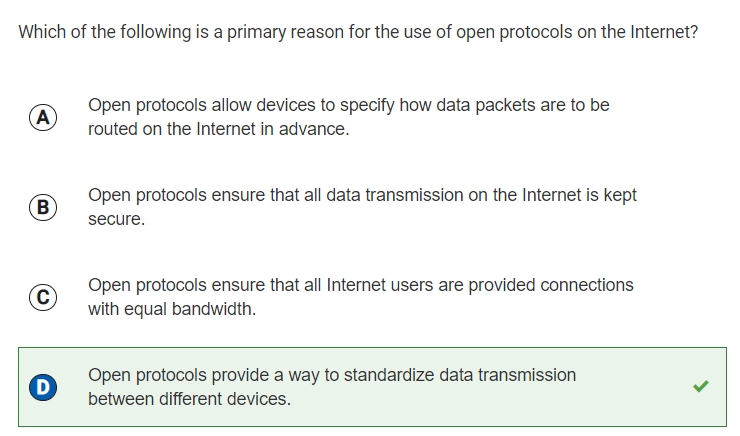 Which of the following is a primary reason for the use of open protocols on the Internet?
A
Open protocols allow devices to specify how data packets are to be
routed on the Internet in advance.
B
Open protocols ensure that all data transmission on the Internet is kept
secure.
C
Open protocols ensure that all Internet users are provided connections
with equal bandwidth.
D
Open protocols provide a way to standardize data transmission
between different devices.